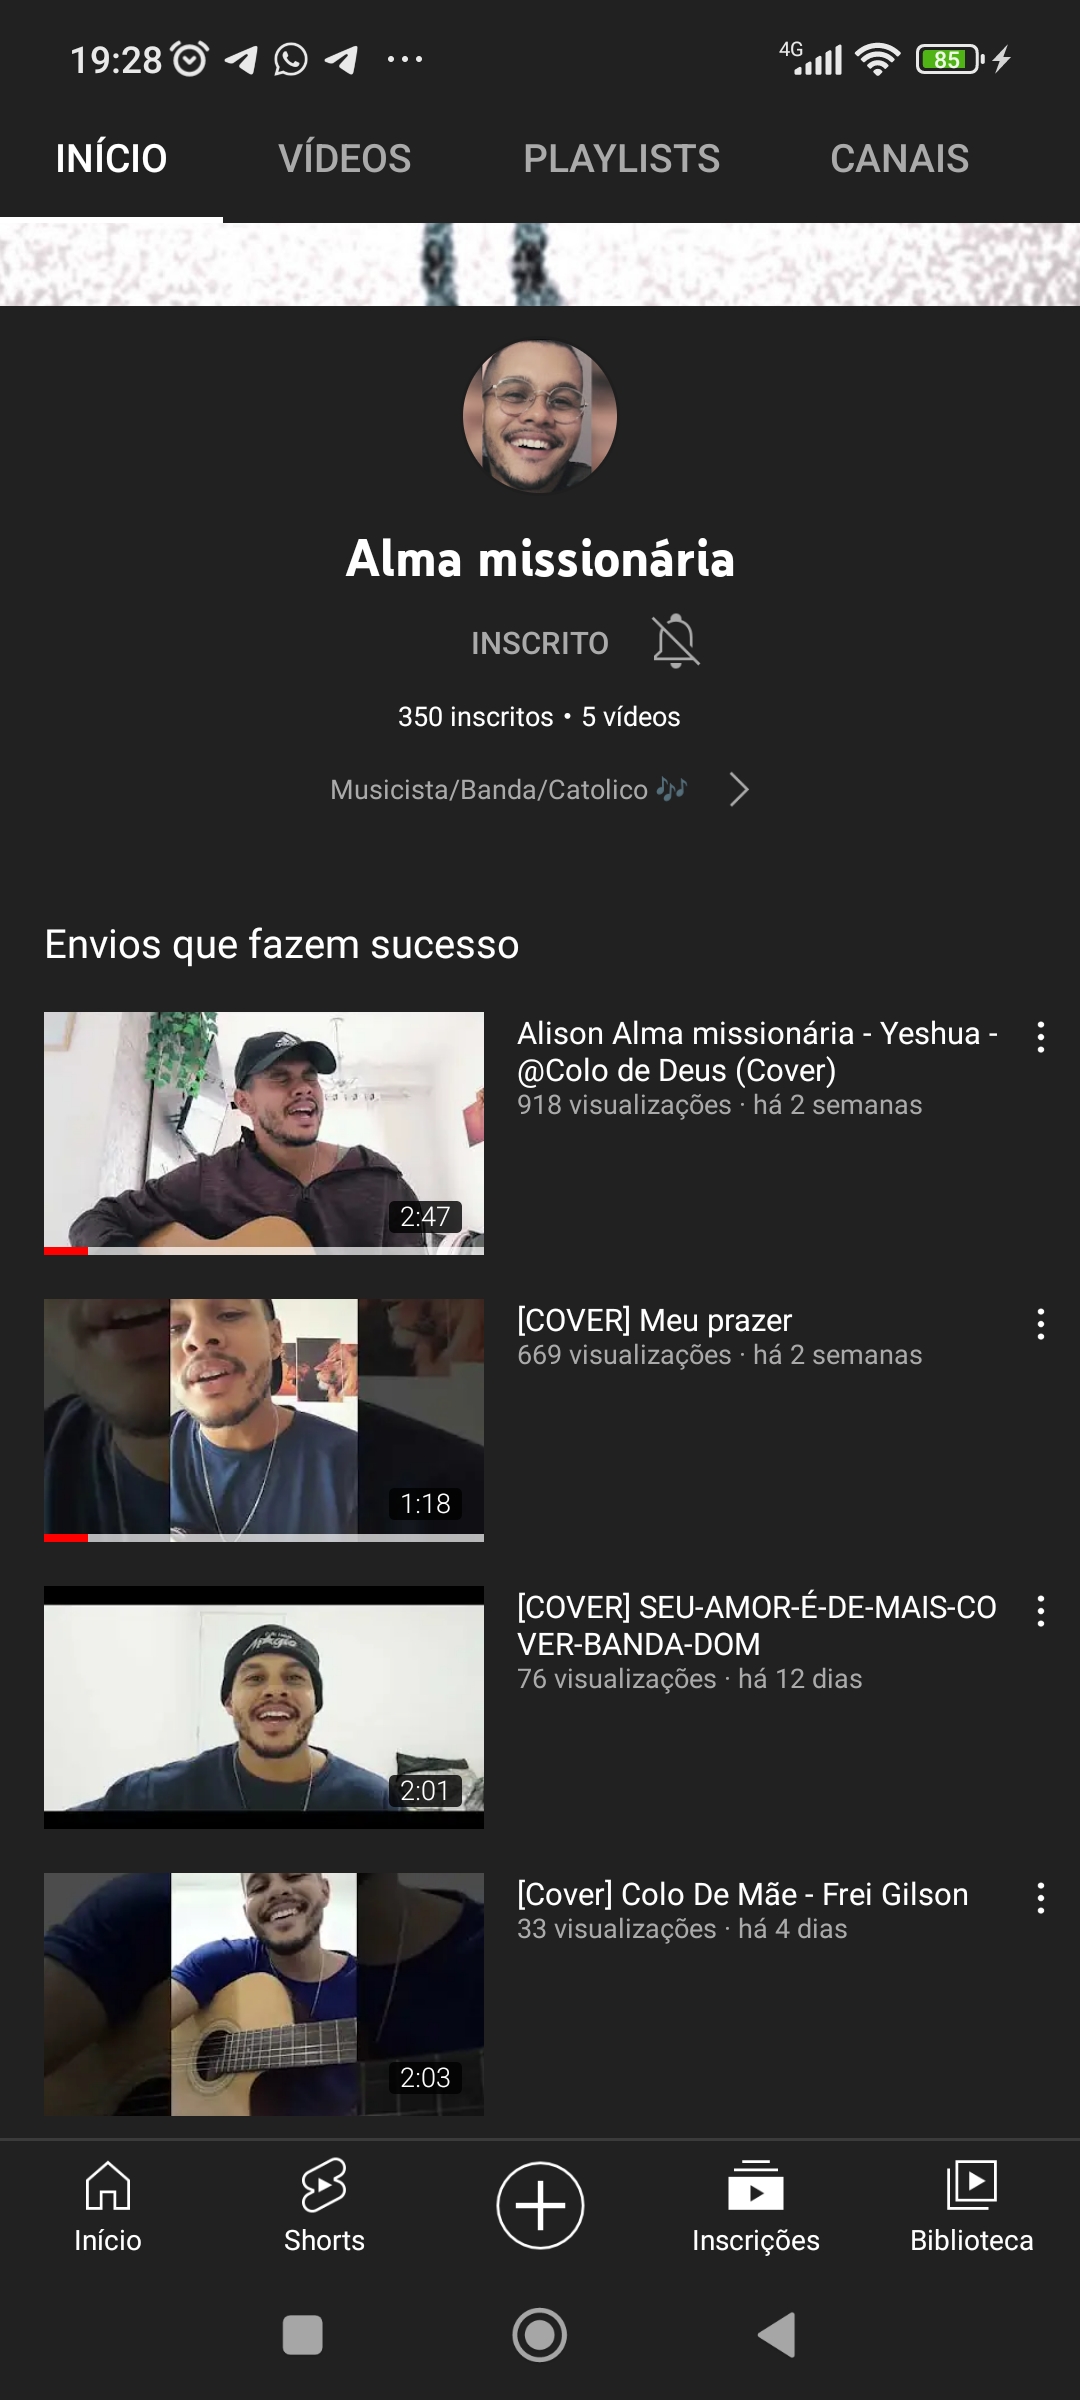 19:28
4G
85
INÍCIO VÍDEOS PLAYLISTS CANAIS
Alma missionária
INSCRITO
350 inscritos • 5 vídeos
Musicista/Banda/Catolico 🎶
Envios que fazem sucesso
Alison Alma missionária - Yeshua -
@Colo de Deus (Cover)
918 visualizações · há 2 semanas
2:47
[COVER] Meu prazer
669 visualizações · há 2 semanas
1:18
[COVER] SEU-AMOR-É-DE-MAIS-CO
VER-BANDA-DOM
76 visualizações · há 12 dias
2:01
[Cover] Colo De Mãe - Frei Gilson
33 visualizações · há 4 dias
2:03
Início Shorts Inscrições Biblioteca